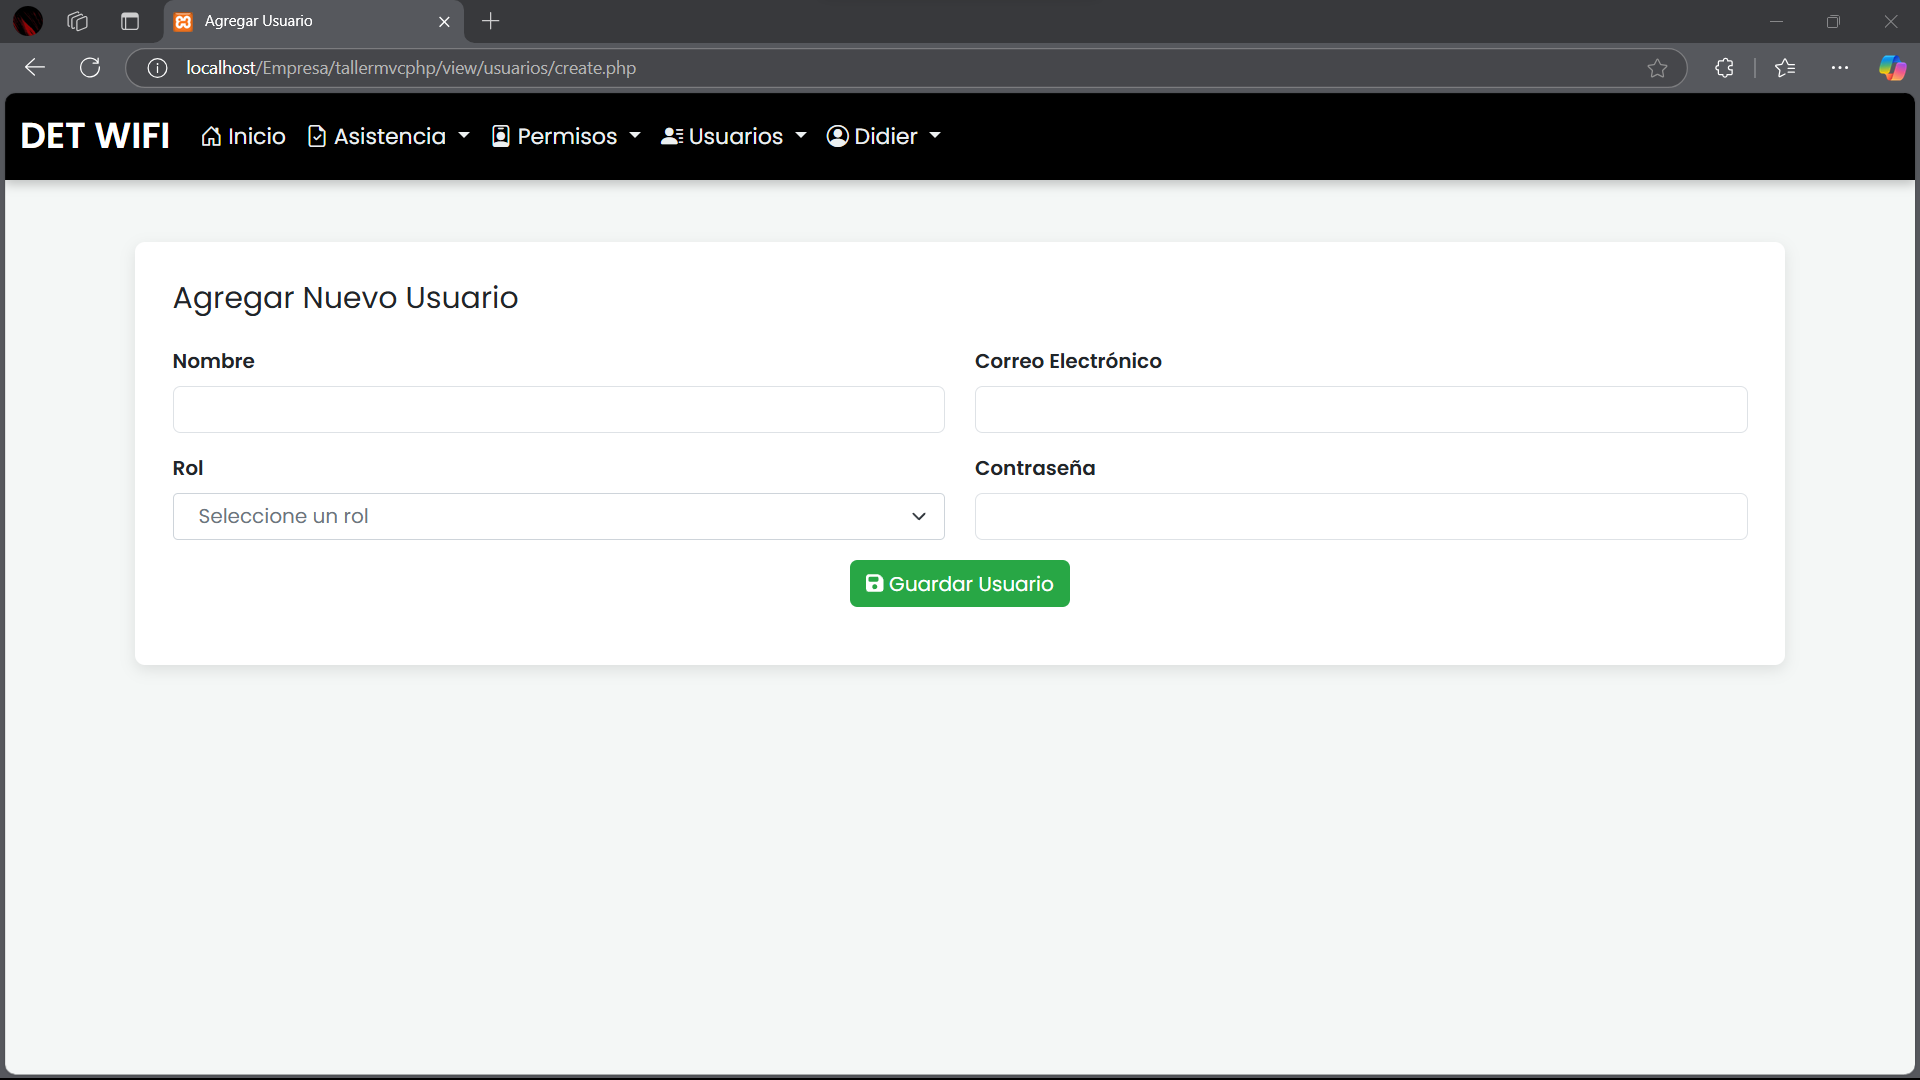 Agregar Usuario
localhost/Empresa/tallermvcphp/view/usuarios/create.php
DET WIFI Inicio Asistencia Permisos Usuarios Didier
Agregar Nuevo Usuario
Nombre Correo Electrónico
Rol Contraseña
Seleccione un rol
Guardar Usuario